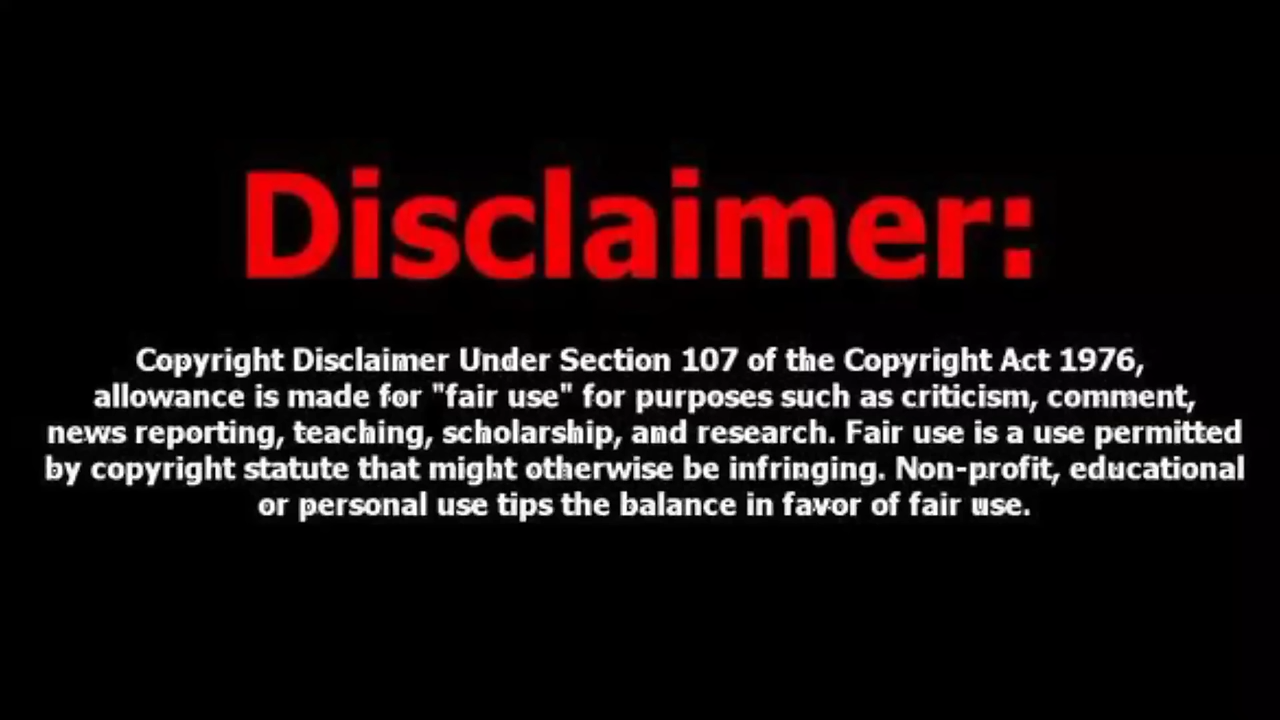 Disclaimer:
Copyright Disclaimer Under Section 107 of the Copyright Act 1976,
allowance is made for "fair use" for purposes such as criticism, comment,
news reporting, teaching, scholarship, and research. Fair use is a use permitted
by copyright statute that might otherwise be infringing. Non-profit, educational
or personal use tips the balance in favor of fair use.